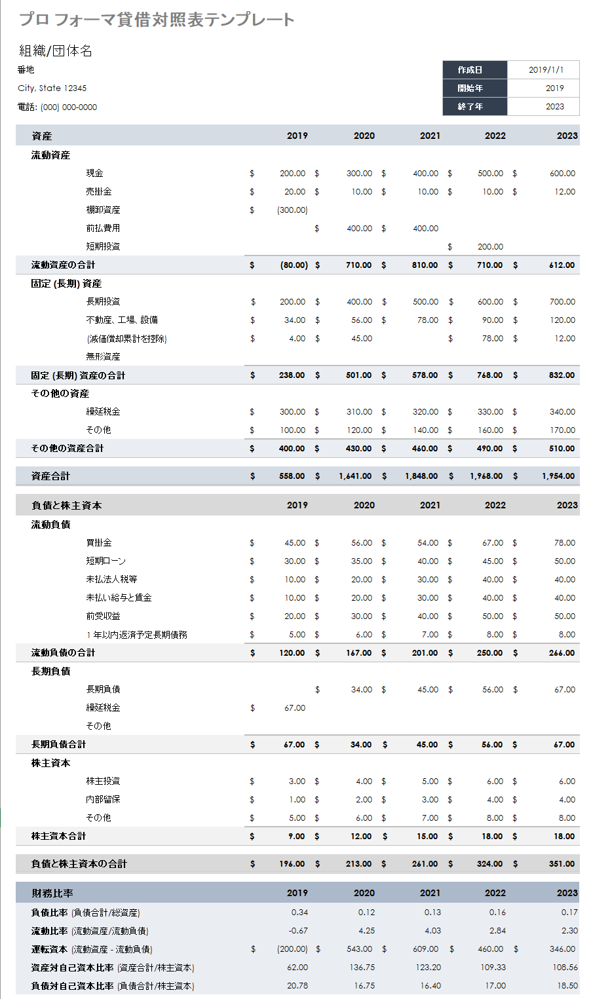 プロ フォーマ貸借対照表テンプレート
組織/団体名
番地
City, State 12345
電話: (000) 000-0000
作成日 2019/1/1
開始年 2019
終了年 2023
資産 2019 2020 2021 2022 2023
流動資産
現金 $ 200.00 $ 300.00 $ 400.00 $ 500.00 $ 600.00
売掛金 $ 20.00 $ 10.00 $ 10.00 $ 10.00 $ 12.00
棚卸資産 $ (300.00)
前払費用 $ 400.00 $ 400.00
短期投資 $ 200.00
流動資産の合計 $ (80.00) $ 710.00 $ 810.00 $ 710.00 $ 612.00
固定 (長期) 資産
長期投資 $ 200.00 $ 400.00 $ 500.00 $ 600.00 $ 700.00
不動産、工場、設備 $ 34.00 $ 56.00 $ 78.00 $ 90.00 $ 120.00
(減価償却累計を控除) $ 4.00 $ 45.00 $ 78.00 $ 12.00
無形資産
固定 (長期) 資産の合計 $ 238.00 $ 501.00 $ 578.00 $ 768.00 $ 832.00
その他の資産
繰延税金 $ 300.00 $ 310.00 $ 320.00 $ 330.00 $ 340.00
その他 $ 100.00 $ 120.00 $ 140.00 $ 160.00 $ 170.00
その他の資産合計 $ 400.00 $ 430.00 $ 460.00 $ 490.00 $ 510.00
資産合計 $ 558.00 $ 1,641.00 $ 1,848.00 $ 1,968.00 $ 1,954.00
負債と株主資本 2019 2020 2021 2022 2023
流動負債
買掛金 $ 45.00 $ 56.00 $ 54.00 $ 67.00 $ 78.00
短期ローン $ 30.00 $ 35.00 $ 40.00 $ 45.00 $ 50.00
未払法人税等 $ 10.00 $ 20.00 $ 30.00 $ 40.00 $ 40.00
未払い給与と賃金 $ 10.00 $ 20.00 $ 30.00 $ 40.00 $ 40.00
前受収益 $ 20.00 $ 30.00 $ 40.00 $ 50.00 $ 50.00
1 年以内返済予定長期債務 $ 5.00 $ 6.00 $ 7.00 $ 8.00 $ 8.00
流動負債の合計 $ 120.00 $ 167.00 $ 201.00 $ 250.00 $ 266.00
長期負債
長期負債 $ 34.00 $ 45.00 $ 56.00 $ 67.00
繰延税金 $ 67.00
その他
長期負債合計 $ 67.00 $ 34.00 $ 45.00 $ 56.00 $ 67.00
株主資本
株主投資 $ 3.00 $ 4.00 $ 5.00 $ 6.00 $ 6.00
内部留保 $ 1.00 $ 2.00 $ 3.00 $ 4.00 $ 4.00
その他 $ 5.00 $ 6.00 $ 7.00 $ 8.00 $ 8.00
株主資本合計 $ 9.00 $ 12.00 $ 15.00 $ 18.00 $ 18.00
負債と株主資本の合計 $ 196.00 $ 213.00 $ 261.00 $ 324.00 $ 351.00
財務比率 2019 2020 2021 2022 2023
負債比率 (負債合計/総資産) 0.34 0.12 0.13 0.16 0.17
流動比率 (流動資産/流動負債) -0.67 4.25 4.03 2.84 2.30
運転資本 (流動資産 - 流動負債) $ (200.00) $ 543.00 $ 609.00 $ 460.00 $ 346.00
資産対自己資本比率 (資産合計/株主資本) 62.00 136.75 123.20 109.33 108.56
負債対自己資本比率 (負債合計/株主資本) 20.78 16.75 16.40 17.00 18.50